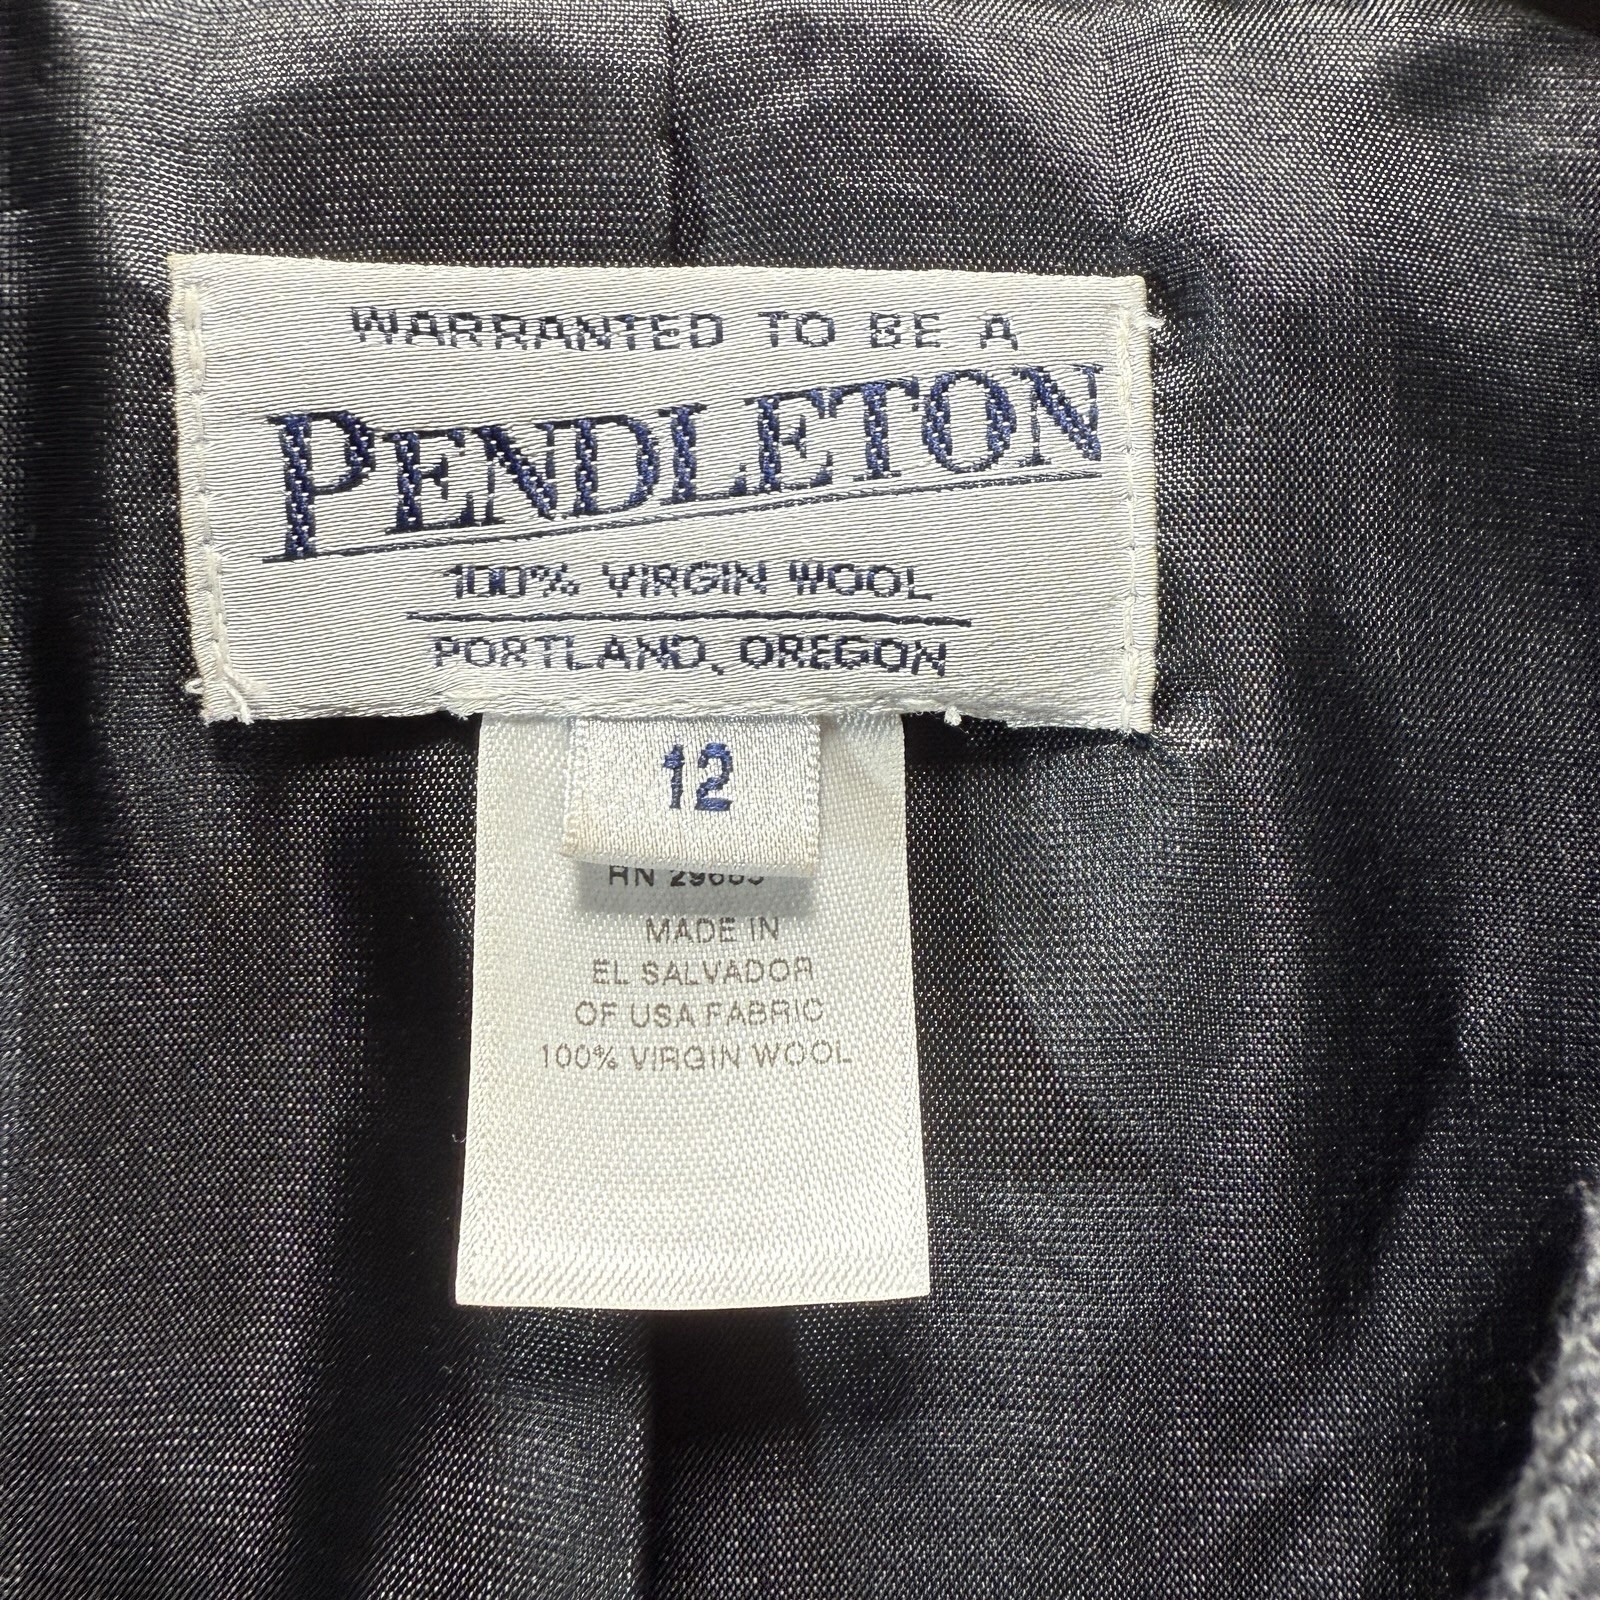 WARRANTED TO BE A
PENDLETON
100% VIRGIN WOOL
PORTLAND, OREGON
12
RN
MADE IN
EL SALVADOR
OF USA FABRIC
100% VIRGIN WOOL